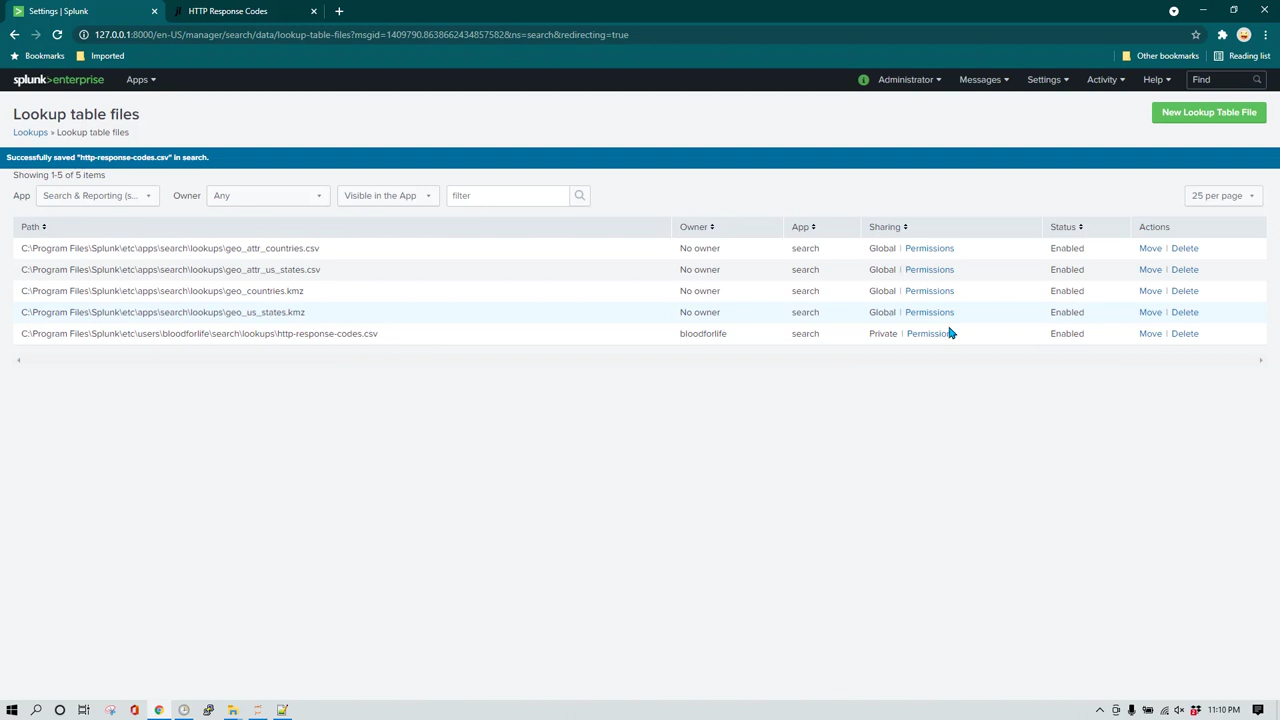 Settings | Splunk
HTTP Response Codes
127.0.0.1:8000/en-US/manager/search/data/lookup-table-files?msgid=1409790.8638662434857582&ns=search&redirecting=true
Bookmarks Imported Other bookmarks Reading list
splunk>enterprise Apps Administrator Messages Settings Activity Help Find
Lookup table files
New Lookup Table File
Lookups » Lookup table files
Successfully saved "http-response-codes.csv" in search.
Showing 1-5 of 5 items
App Search & Reporting (s... Owner Any Visible in the App filter 25 per page
Path Owner App Sharing Status Actions
C:\Program Files\Splunk\etc\apps\search\lookups\geo_attr_countries.csv No owner search Global | Permissions Enabled Move | Delete
C:\Program Files\Splunk\etc\apps\search\lookups\geo_attr_us_states.csv No owner search Global | Permissions Enabled Move | Delete
C:\Program Files\Splunk\etc\apps\search\lookups\geo_countries.kmz No owner search Global | Permissions Enabled Move | Delete
C:\Program Files\Splunk\etc\apps\search\lookups\geo_us_states.kmz No owner search Global | Permissions Enabled Move | Delete
C:\Program Files\Splunk\etc\users\bloodforlife\search\lookups\http-response-codes.csv bloodforlife search Private | Permissions Enabled Move | Delete
11:10 PM